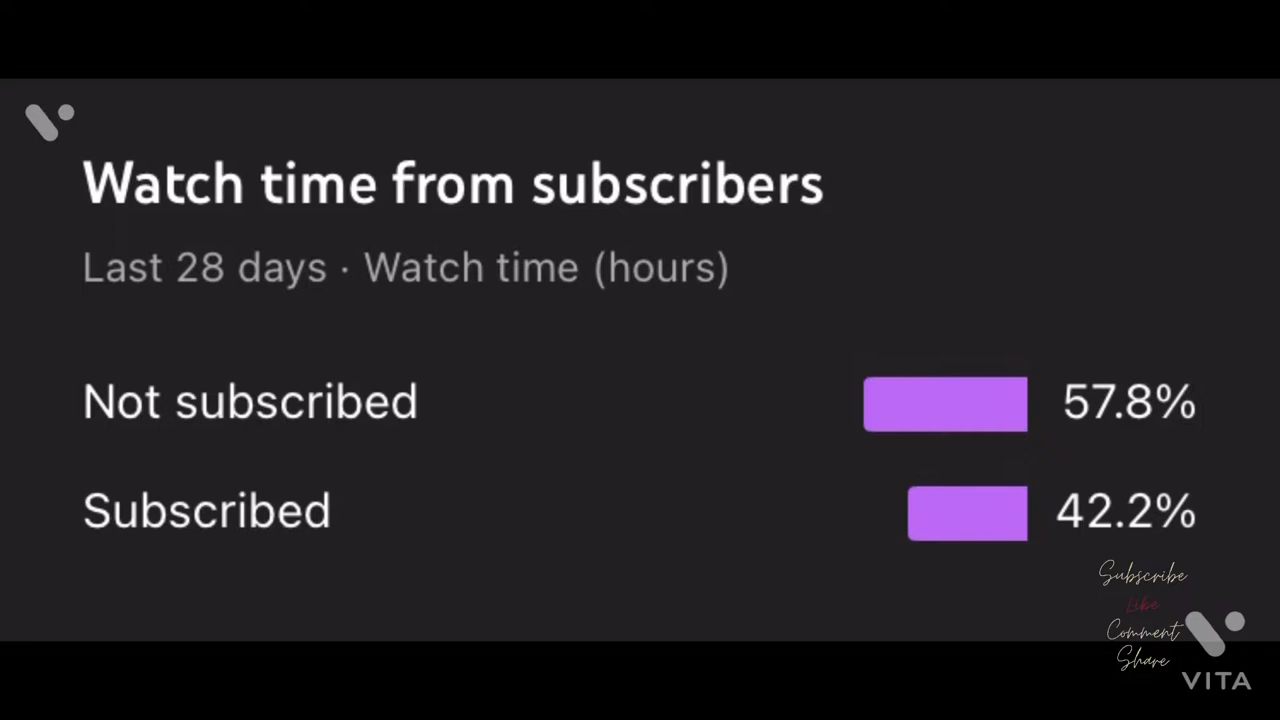 Watch time from subscribers
Last 28 days · Watch time (hours)
Not subscribed 57.8%
Subscribed 42.2%
Subscribe
Like
Comment
Share
VITA